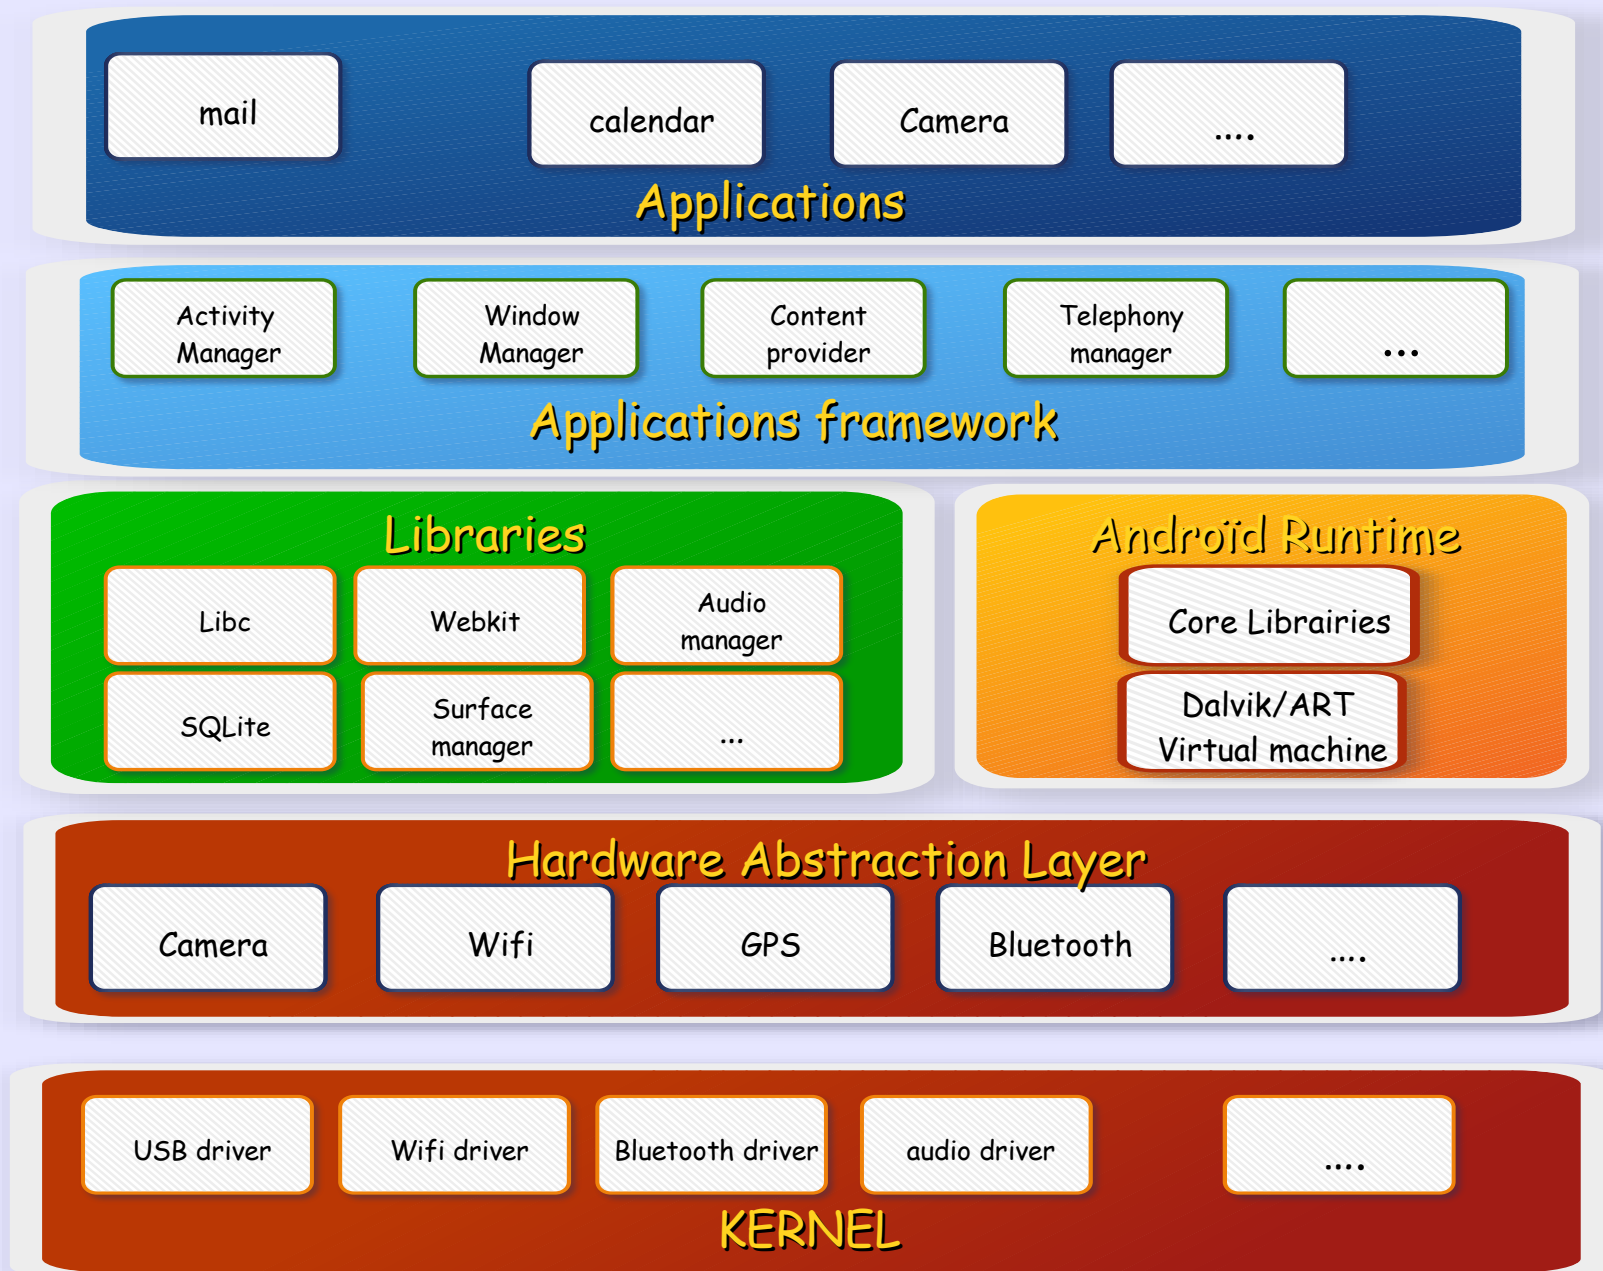 mail
calendar
Camera
....
Applications
Activity
Manager
Window
Manager
Content
provider
Telephony
manager
...
Applications framework
Libraries
Libc
Webkit
Audio
manager
SQLite
Surface
manager
...
Androïd Runtime
Core Librairies
Dalvik/ART
Virtual machine
Hardware Abstraction Layer
Camera
Wifi
GPS
Bluetooth
....
USB driver
Wifi driver
Bluetooth driver
audio driver
....
KERNEL